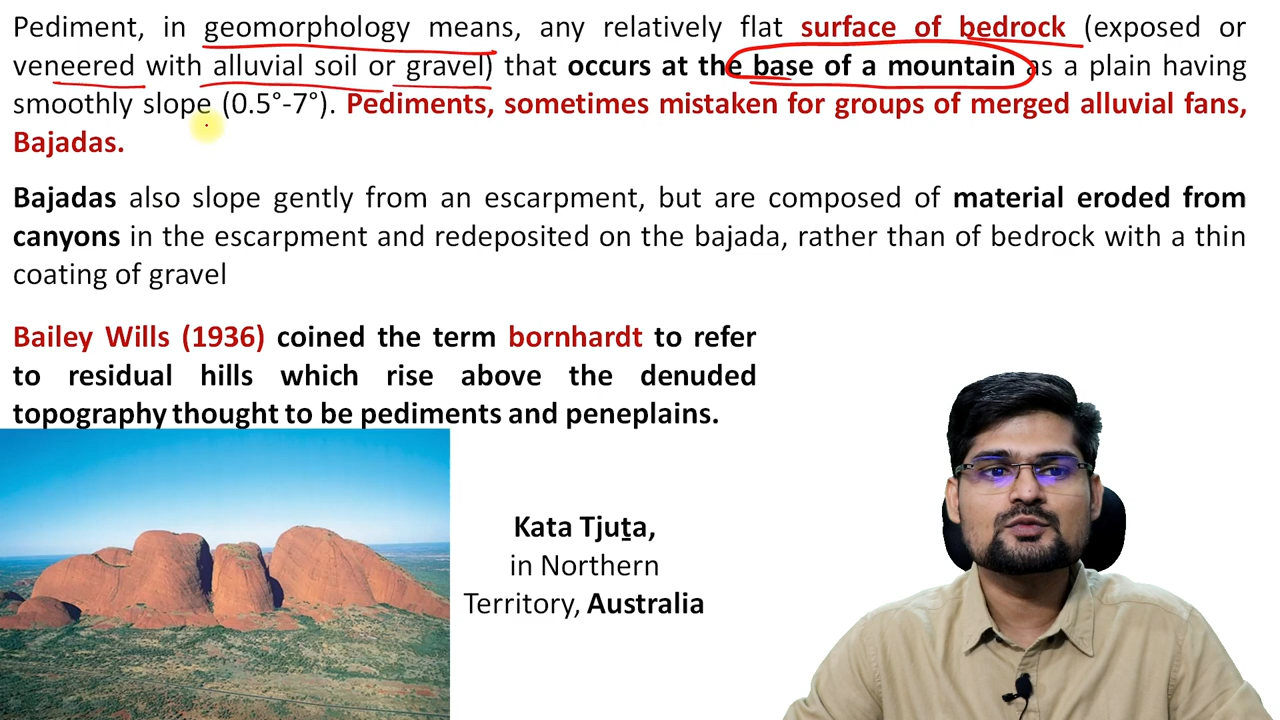 Pediment, in geomorphology means, any relatively flat surface of bedrock (exposed or
veneered with alluvial soil or gravel) that occurs at the base of a mountain as a plain having
smoothly slope (0.5°-7°). Pediments, sometimes mistaken for groups of merged alluvial fans,
Bajadas.
Bajadas also slope gently from an escarpment, but are composed of material eroded from
canyons in the escarpment and redeposited on the bajada, rather than of bedrock with a thin
coating of gravel
Bailey Wills (1936) coined the term bornhardt to refer
to residual hills which rise above the denuded
topography thought to be pediments and peneplains.
Kata Tjuṯa,
in Northern
Territory, Australia